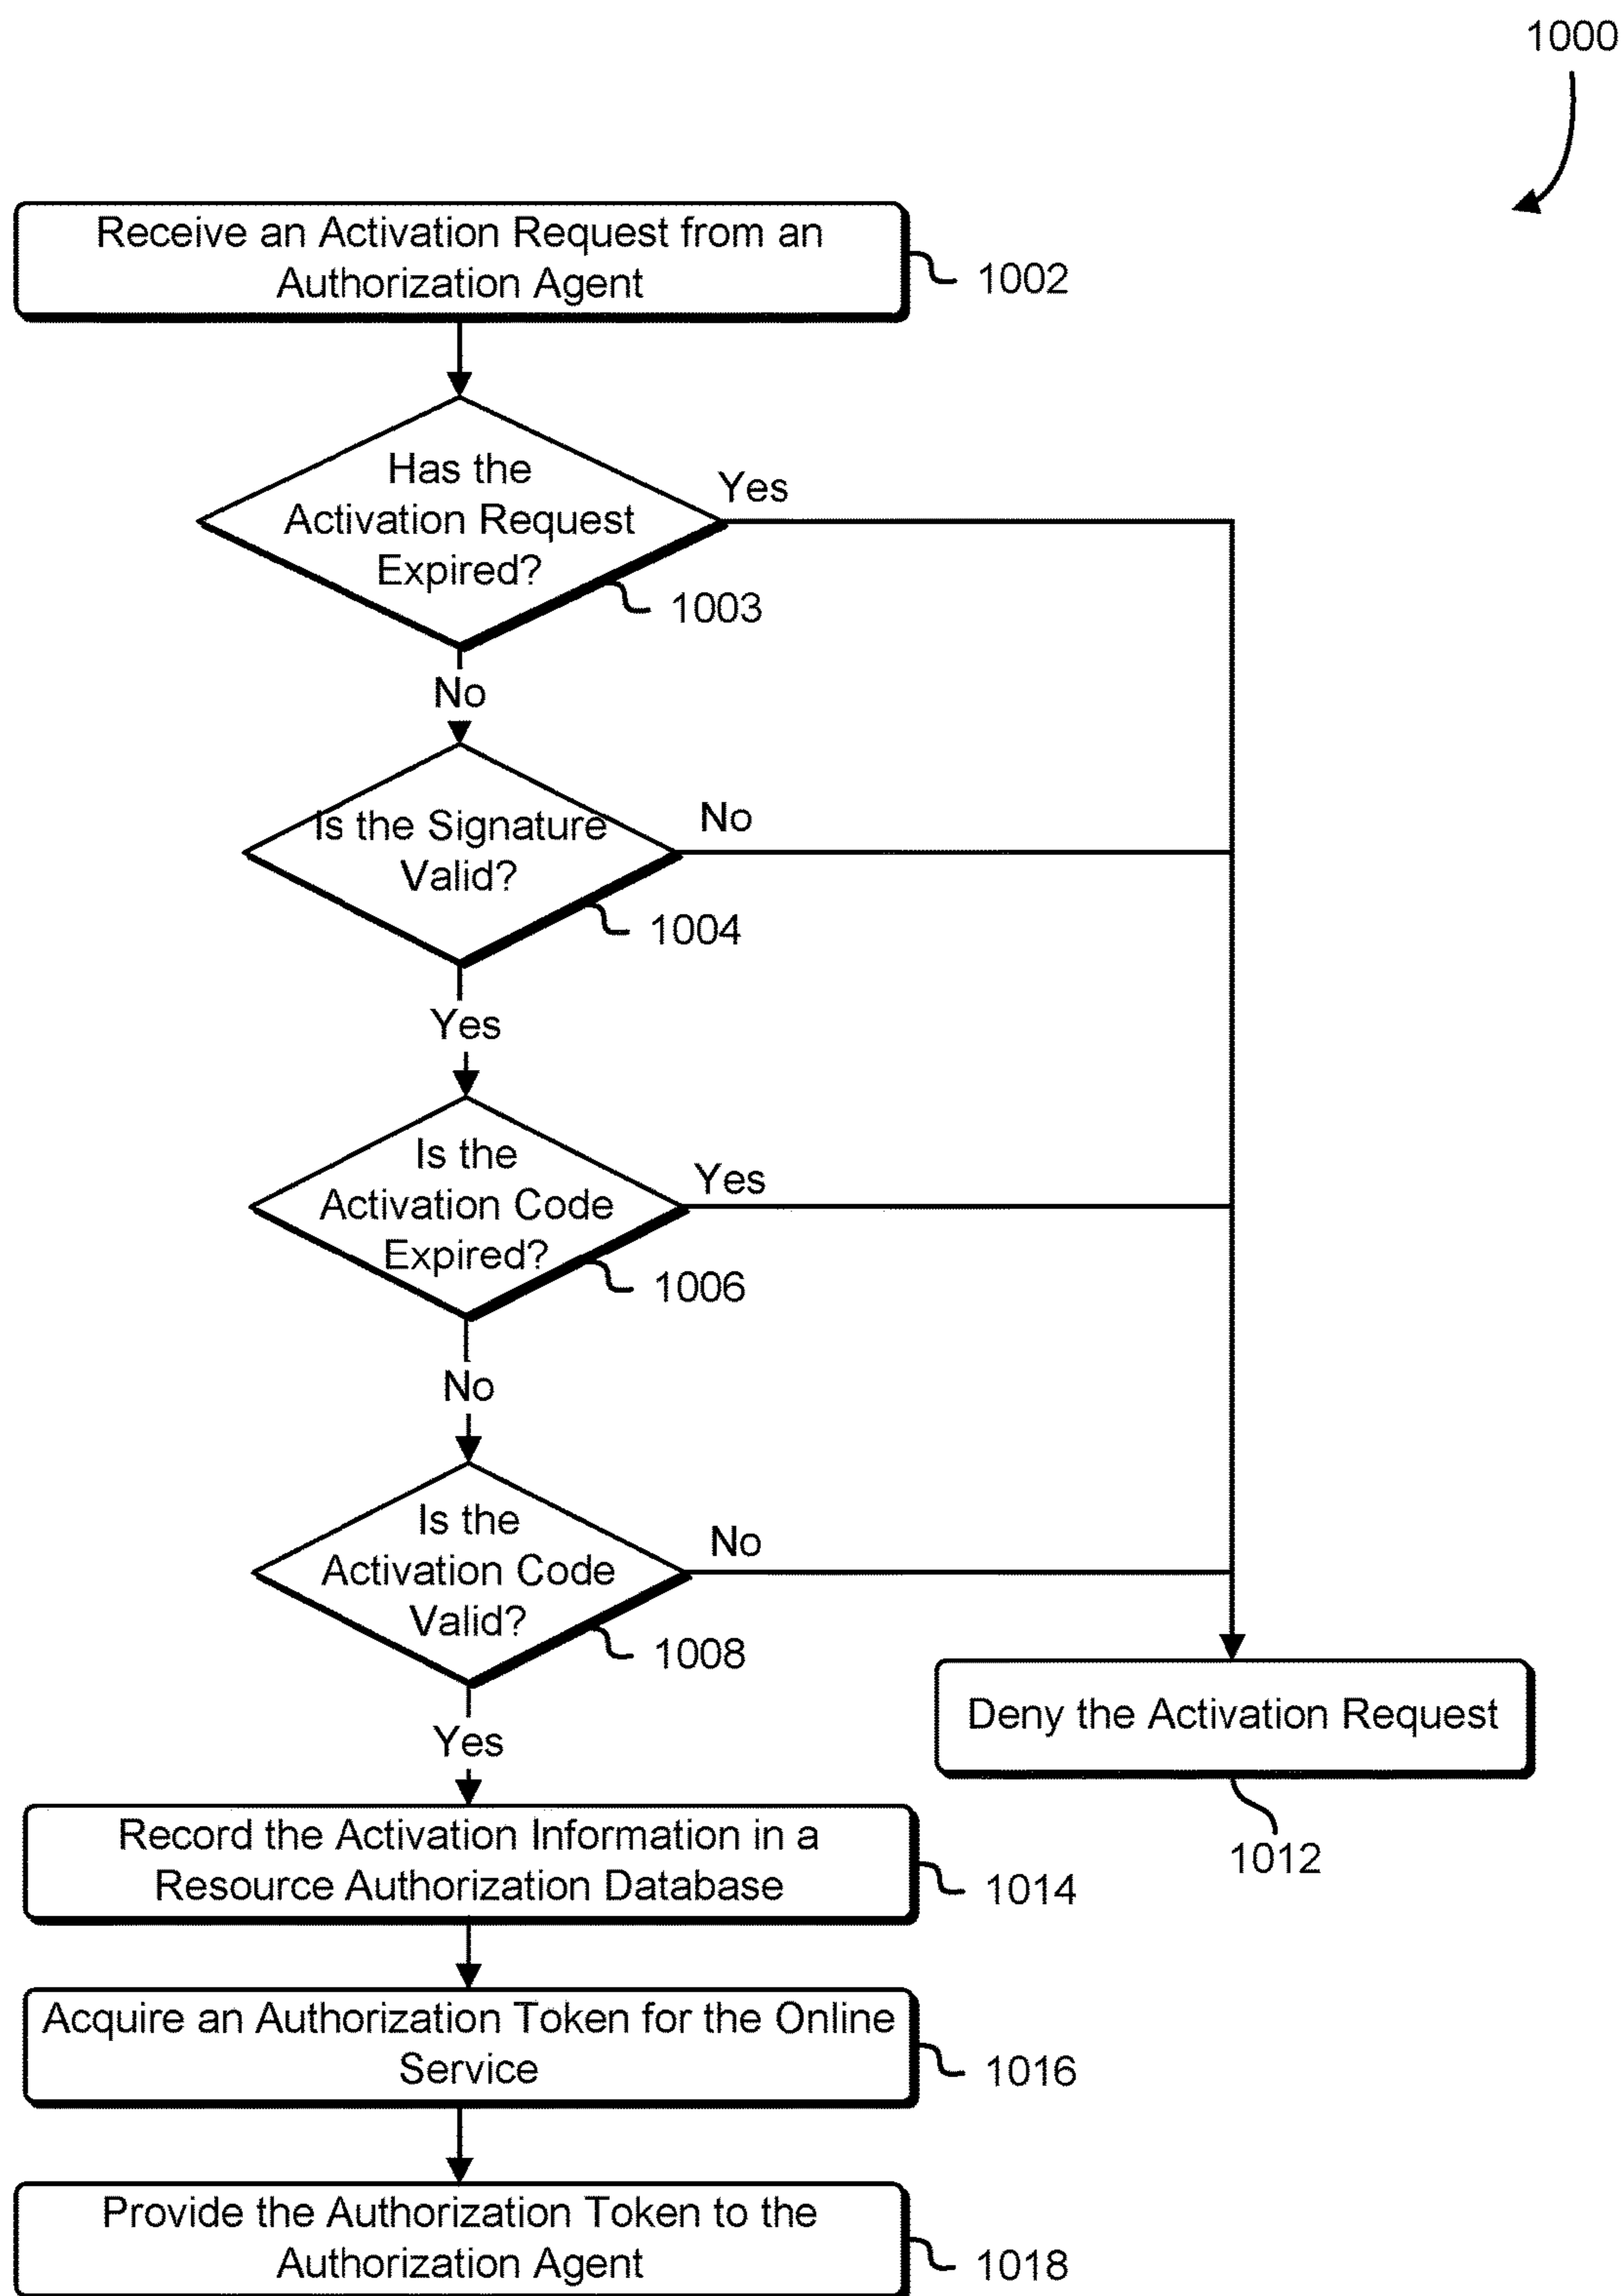 1000
Receive an Activation Request from an
Authorization Agent
1002
Has the
Activation Request
Expired?
Yes
1003
No
Is the Signature
Valid?
No
1004
Yes
Is the
Activation Code
Expired?
Yes
1006
No
Is the
Activation Code
Valid?
No
1008
Yes
Deny the Activation Request
1012
Record the Activation Information in a
Resource Authorization Database
1014
Acquire an Authorization Token for the Online
Service
1016
Provide the Authorization Token to the
Authorization Agent
1018